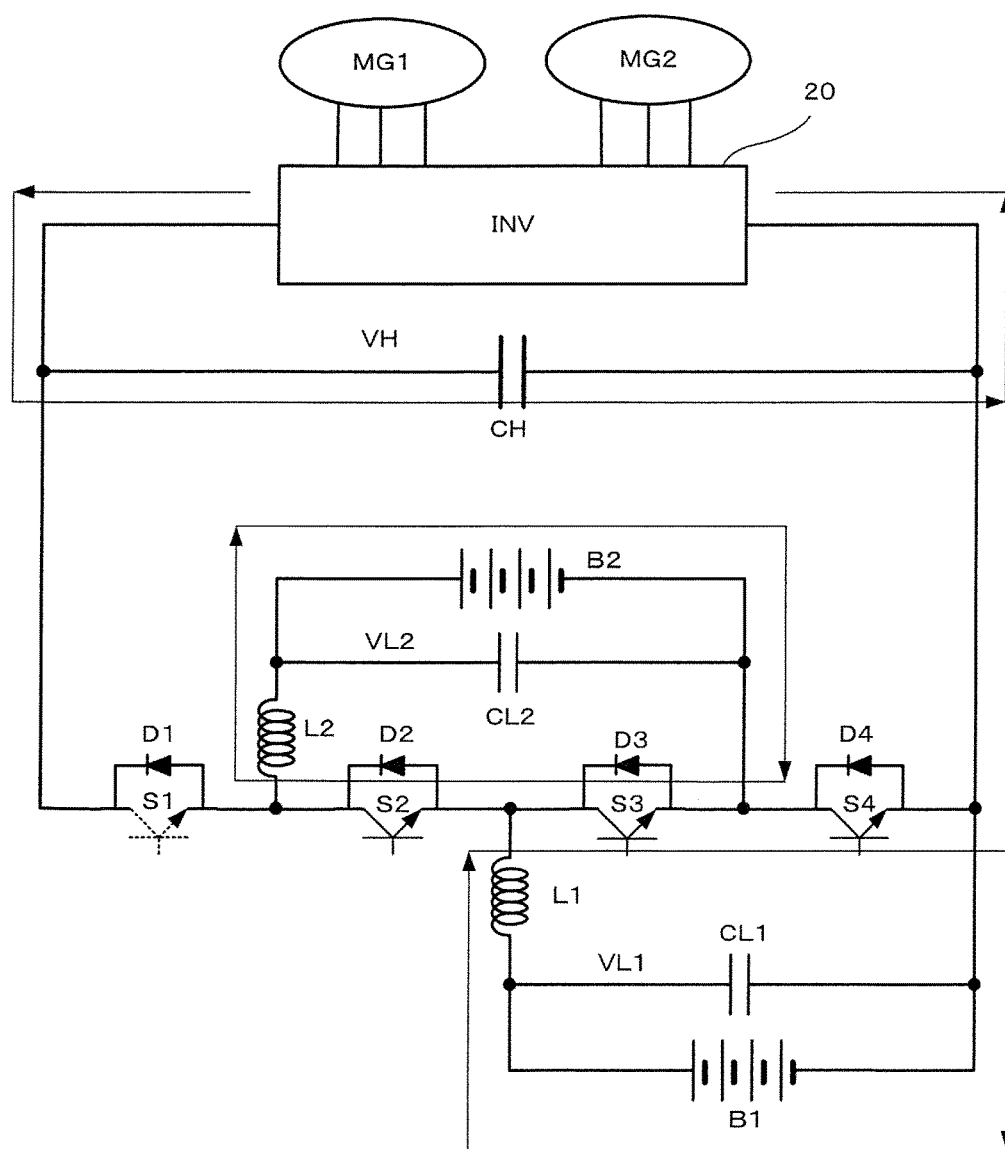 MG1 MG2
20
INV
VH
CH
B2
VL2
CL2
L2
D1 D2 D3 D4
S1 S2 S3 S4
L1
CL1
VL1
B1